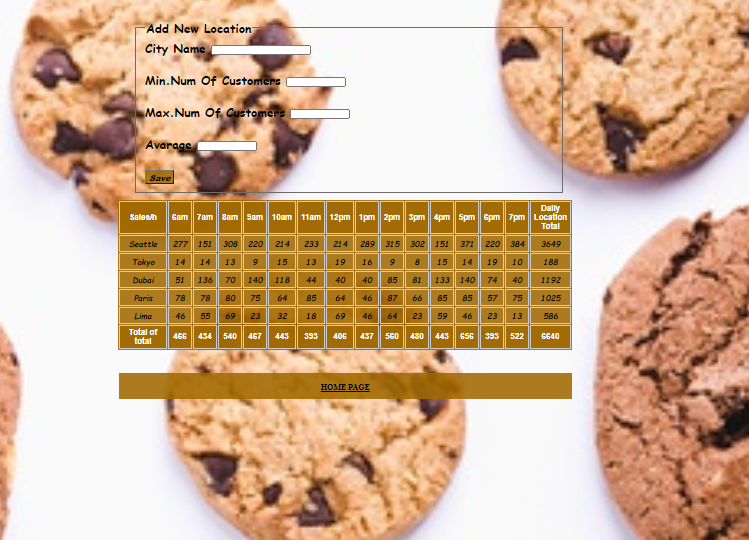 Add New Location
City Name
Min.Num Of Customers
Max.Num Of Customers
Avarage
Save
Sales/h 6am 7am 8am 9am 10am 11am 12pm 1pm 2pm 3pm 4pm 5pm 6pm 7pm Daily Location Total
Seattle 277 151 308 220 214 233 214 289 315 302 151 371 220 384 3649
Tokyo 14 14 13 9 15 13 19 16 9 8 15 14 19 10 188
Dubai 51 136 70 140 118 44 40 40 85 81 133 140 74 40 1192
Paris 78 78 80 75 64 85 64 46 87 66 85 85 57 75 1025
Lima 46 55 69 23 32 18 69 46 64 23 59 46 23 13 586
Total of total 466 434 540 467 443 393 406 437 560 480 443 656 393 522 6640
HOME PAGE